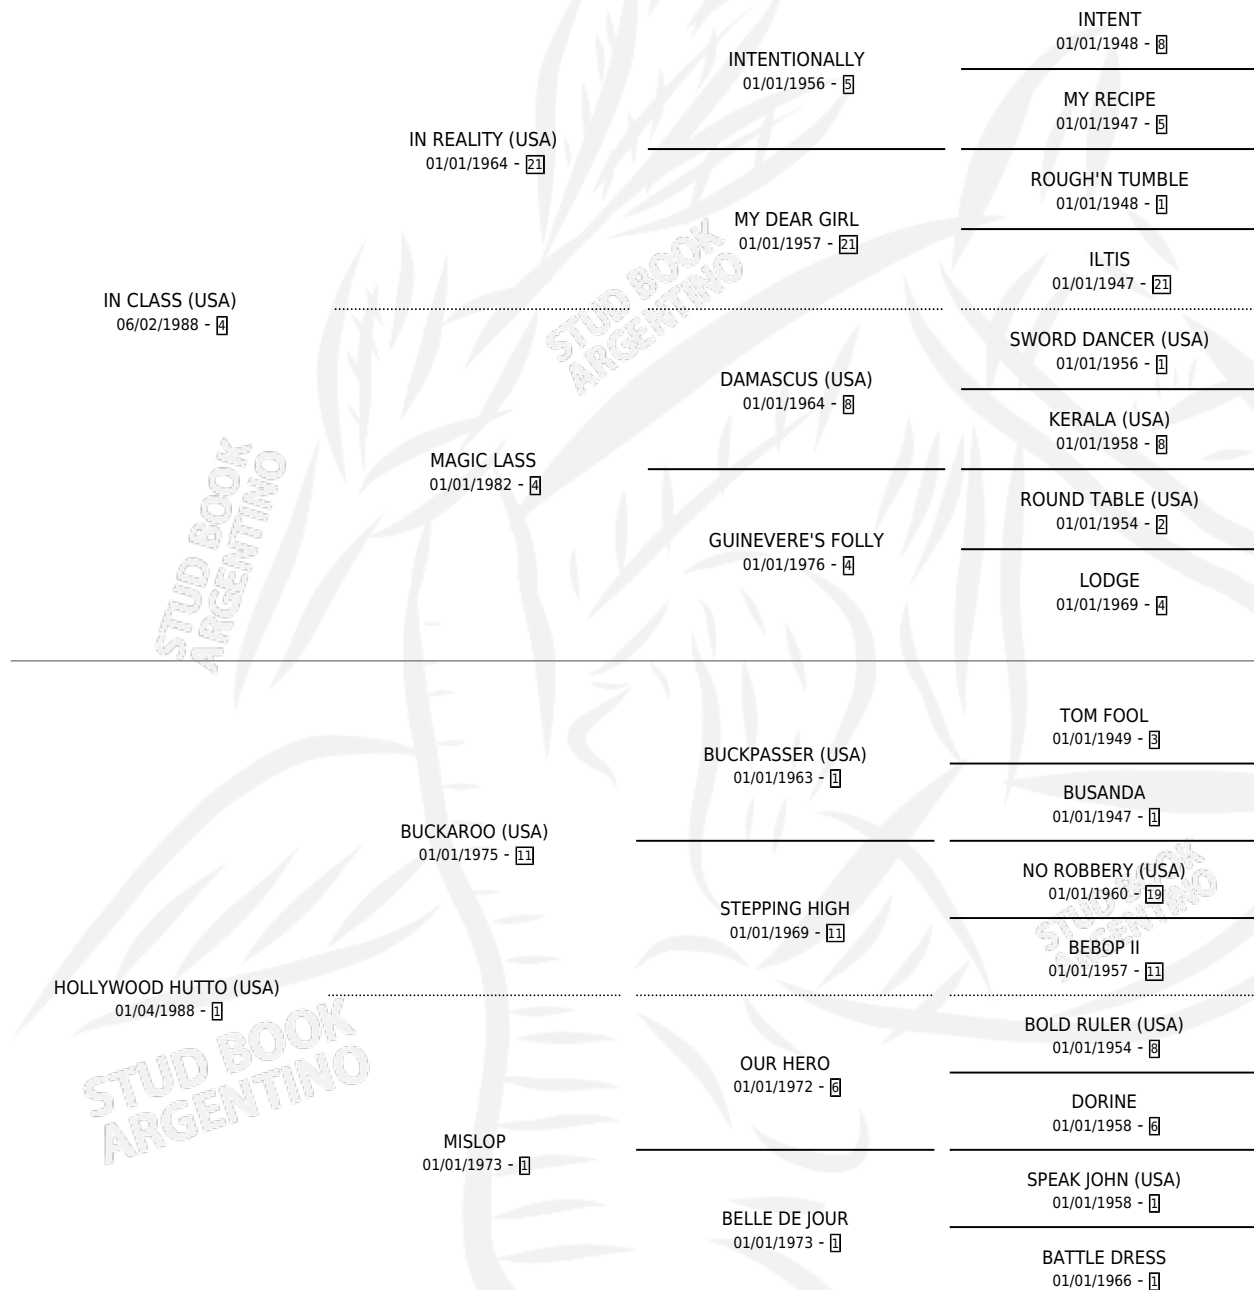 INTENT
01/01/1948 - 8
INTENTIONALLY
01/01/1956 - 5
MY RECIPE
01/01/1947 - 5
IN REALITY (USA)
01/01/1964 - 21
ROUGH'N TUMBLE
01/01/1948 - 1
MY DEAR GIRL
01/01/1957 - 21
ILTIS
01/01/1947 - 21
IN CLASS (USA)
06/02/1988 - 4
SWORD DANCER (USA)
01/01/1956 - 1
DAMASCUS (USA)
01/01/1964 - 8
KERALA (USA)
01/01/1958 - 8
MAGIC LASS
01/01/1982 - 4
ROUND TABLE (USA)
01/01/1954 - 2
GUINEVERE'S FOLLY
01/01/1976 - 4
LODGE
01/01/1969 - 4
TOM FOOL
01/01/1949 - 3
BUCKPASSER (USA)
01/01/1963 - 1
BUSANDA
01/01/1947 - 1
BUCKAROO (USA)
01/01/1975 - 11
NO ROBBERY (USA)
01/01/1960 - 19
STEPPING HIGH
01/01/1969 - 11
BEBOP II
01/01/1957 - 11
HOLLYWOOD HUTTO (USA)
01/04/1988 - 1
BOLD RULER (USA)
01/01/1954 - 8
OUR HERO
01/01/1972 - 6
DORINE
01/01/1958 - 6
MISLOP
01/01/1973 - 1
SPEAK JOHN (USA)
01/01/1958 - 1
BELLE DE JOUR
01/01/1973 - 1
BATTLE DRESS
01/01/1966 - 1
STUD BOOK
ARGENTINO
STUD BOOK
ARGENTINO
STUD BOOK
ARGENTINO
STUD BOOK
ARGENTINO